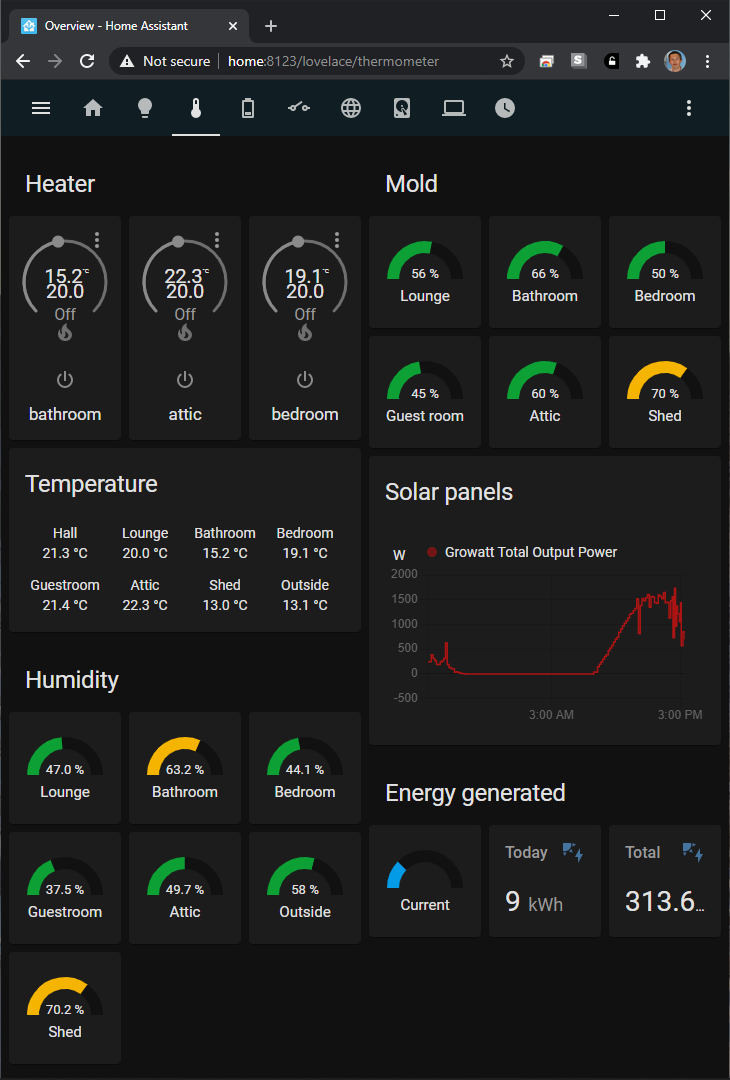 Overview - Home Assistant
Not secure
home:8123/lovelace/thermometer
Heater
15.2 °C
20.0
Off
bathroom
22.3 °C
20.0
Off
attic
19.1 °C
20.0
Off
bedroom
Temperature
Hall Lounge Bathroom Bedroom
21.3 °C 20.0 °C 15.2 °C 19.1 °C
Guestroom Attic Shed Outside
21.4 °C 22.3 °C 13.0 °C 13.1 °C
Humidity
47.0 % 63.2 % 44.1 %
Lounge Bathroom Bedroom
37.5 % 49.7 % 58 %
Guestroom Attic Outside
70.2 %
Shed
Mold
56 % 66 % 50 %
Lounge Bathroom Bedroom
45 % 60 % 70 %
Guest room Attic Shed
Solar panels
W
Growatt Total Output Power
2000
1500
1000
500
0
-500
3:00 AM 3:00 PM
Energy generated
Current
Today
9 kWh
Total
313.6...